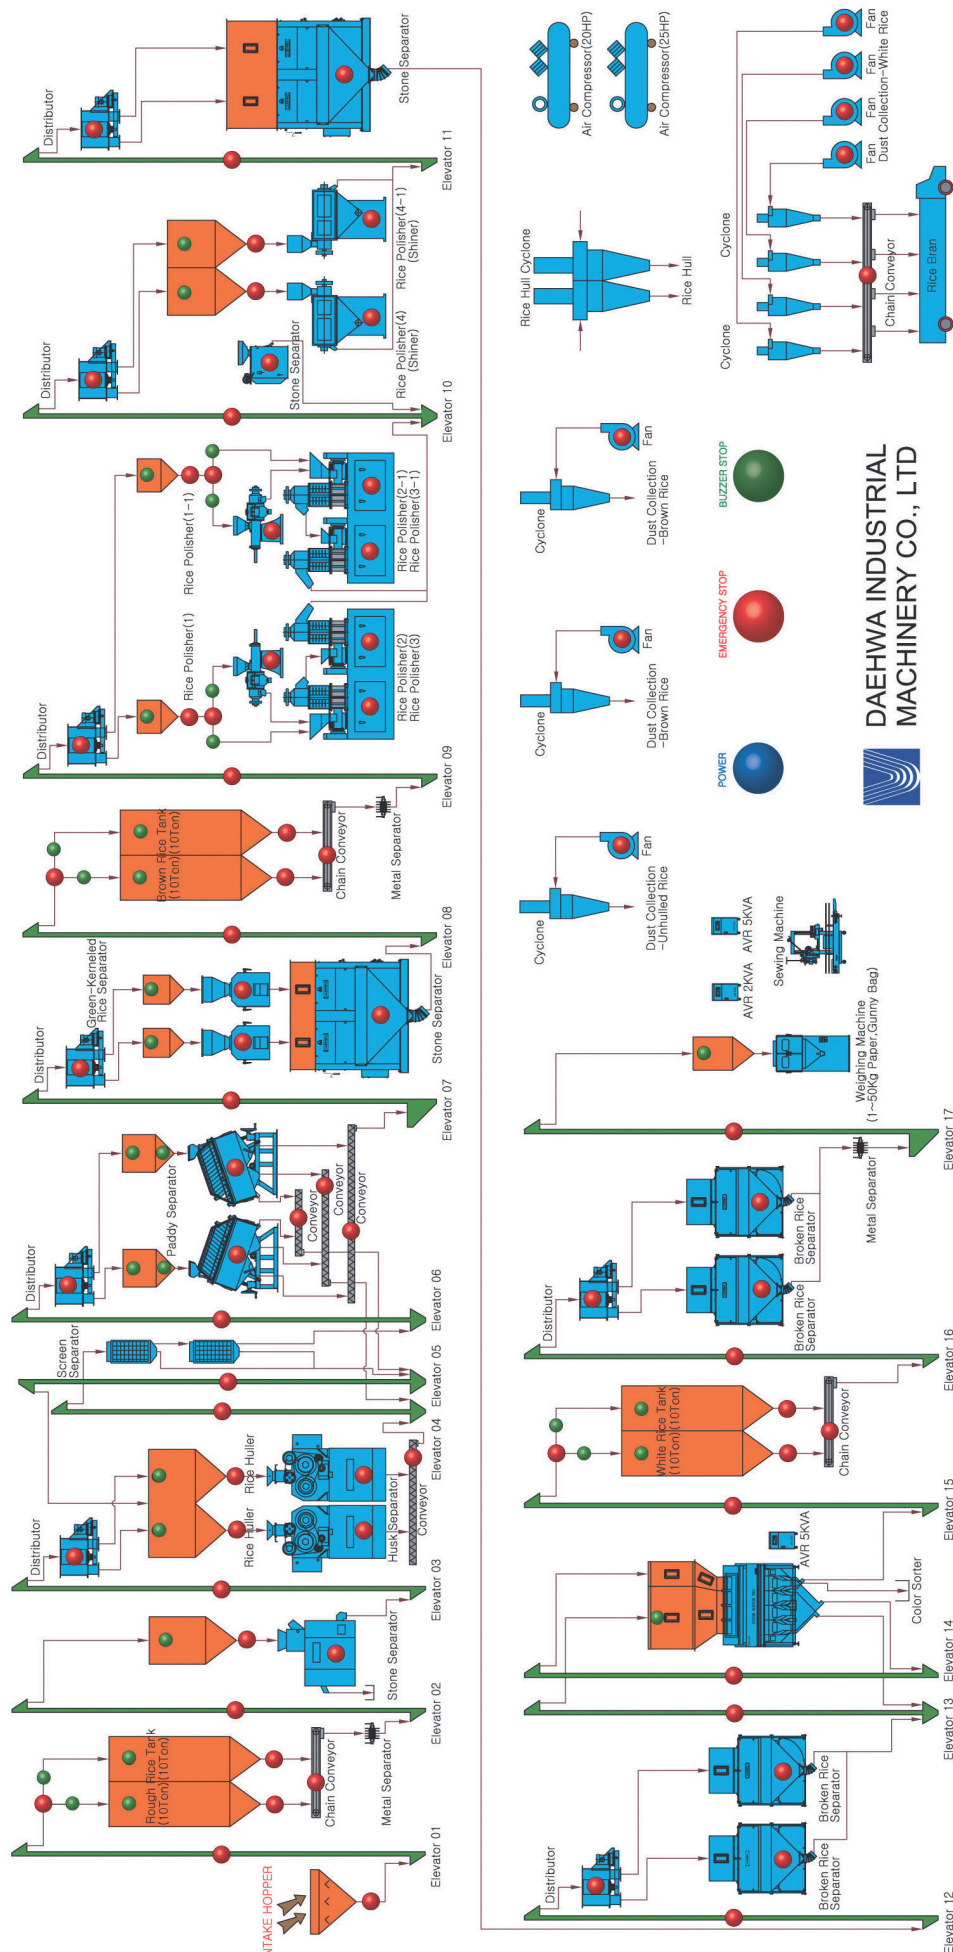 INTAKE HOPPER
Elevator 01
Rough Rice Tank
(10Ton)(10Ton)
Chain Conveyor
Metal Separator
Elevator 02
Stone Separator
Elevator 03
Distributor
Rice Huller
Rice Huller
Husk Separator
Conveyor
Elevator 04
Elevator 05
Screen
Separator
Elevator 06
Distributor
Paddy Separator
Conveyor
Conveyor
Conveyor
Elevator 07
Distributor
Green-Kerneled
Rice Separator
Stone Separator
Elevator 08
Brown Rice Tank
(10Ton)(10Ton)
Chain Conveyor
Metal Separator
Elevator 09
Distributor
Rice Polisher(1)
Rice Polisher(1-1)
Rice Polisher(2)
Rice Polisher(3)
Rice Polisher(2-1)
Rice Polisher(3-1)
Elevator 10
Distributor
Stone Separator
Rice Polisher(4)
(Shiner)
Rice Polisher(4-1)
(Shiner)
Elevator 11
Distributor
Stone Separator
Elevator 12
Distributor
Broken Rice
Separator
Broken Rice
Separator
Elevator 13
Elevator 14
Color Sorter
AVR 5KVA
Elevator 15
White Rice Tank
(10Ton)(10Ton)
Chain Conveyor
Elevator 16
Distributor
Broken Rice
Separator
Broken Rice
Separator
Metal Separator
Elevator 17
Weighing Machine
(1~50Kg Paper,Gunny Bag)
AVR 2KVA
AVR 5KVA
Sewing Machine
Cyclone
Fan
Dust Collection
-Unhulled Rice
Cyclone
Fan
Dust Collection
-Brown Rice
Cyclone
Fan
Dust Collection
-Brown Rice
Rice Hull Cyclone
Rice Hull
Air Compressor(20HP)
Air Compressor(25HP)
Cyclone
Cyclone
Chain Conveyor
Rice Bran
Fan
Fan
Fan
Fan
Dust Collection-White Rice
POWER
EMERGENCY STOP
BUZZER STOP
DAEHWA INDUSTRIAL
MACHINERY CO., LTD